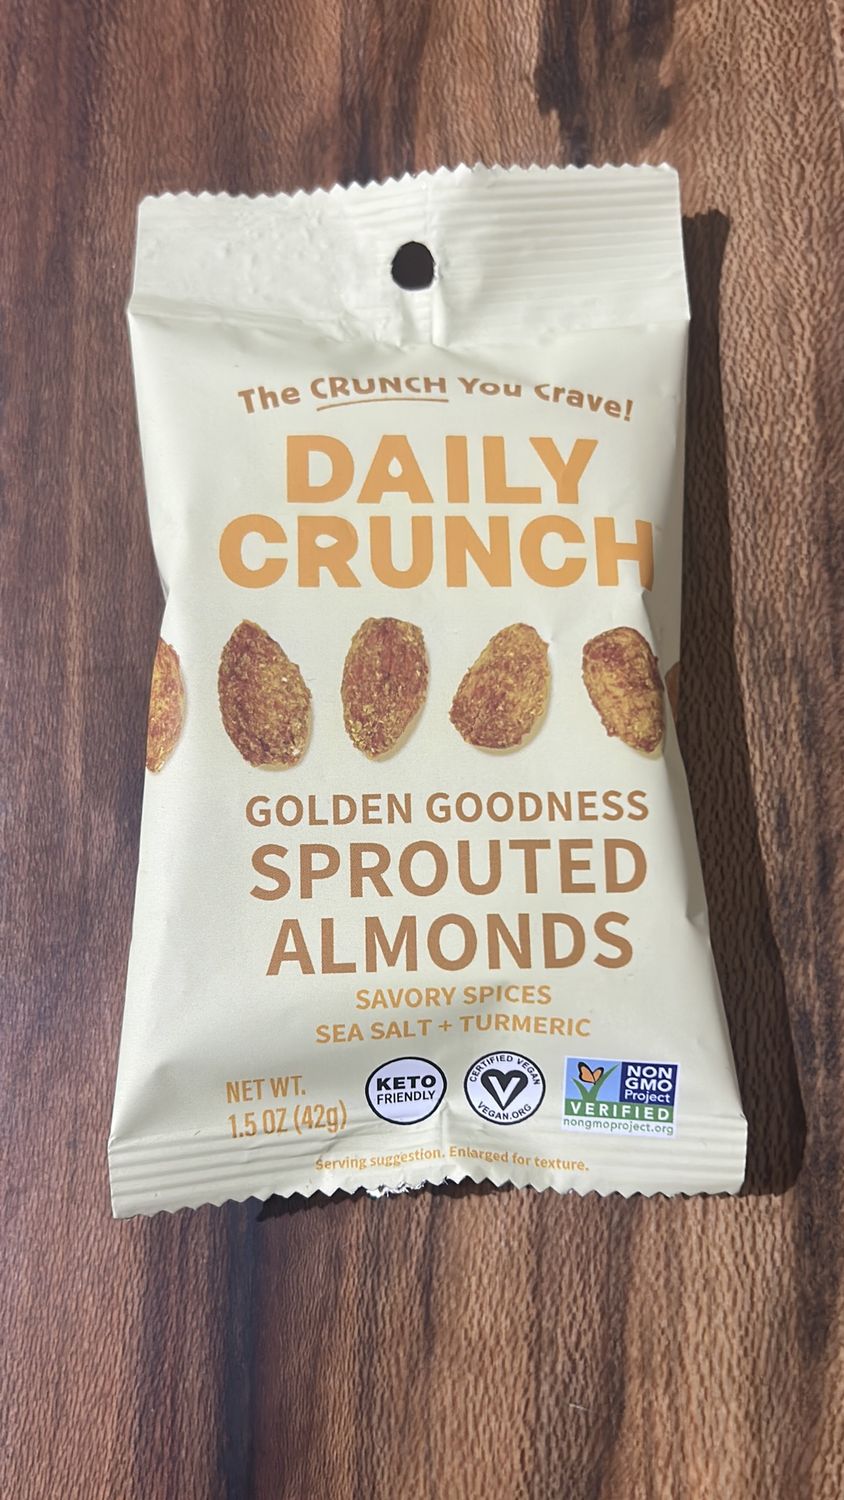 The CRUNCH You Crave!
DAILY
CRUNCH
GOLDEN GOODNESS
SPROUTED
ALMONDS
SAVORY SPICES
SEA SALT + TURMERIC
NET WT.
1.5 OZ (42g)
KETO
FRIENDLY
CERTIFIED VEGAN
V
VEGAN.ORG
NON
GMO
Project
VERIFIED
nongmoproject.org
Serving suggestion. Enlarged for texture.